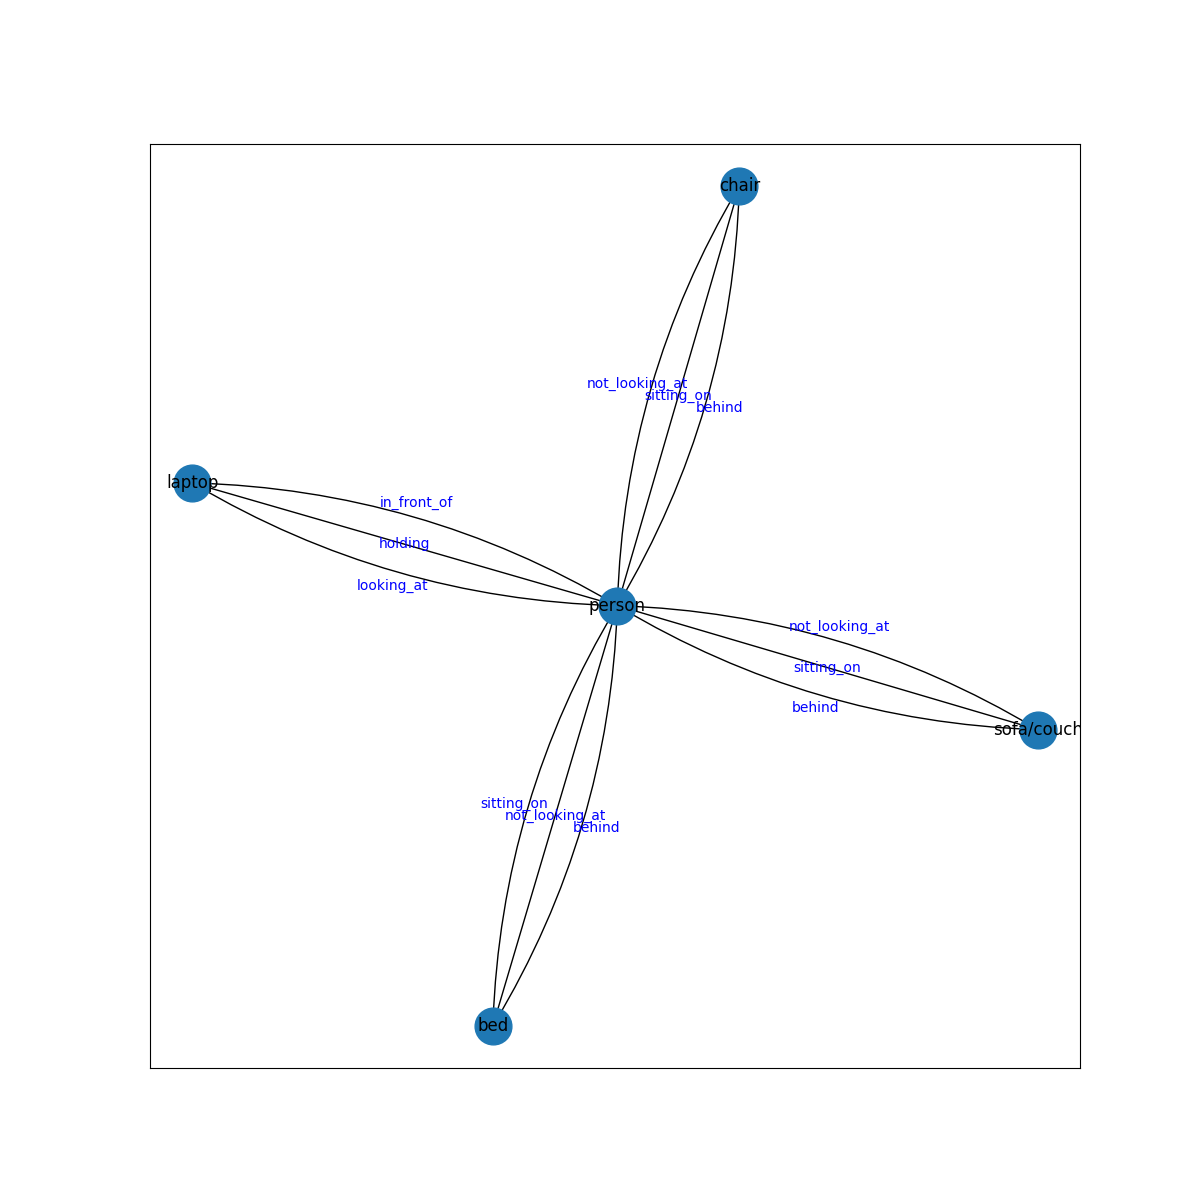 chair
not_looking_at
sitting_on
behind
laptop
in_front_of
holding
looking_at
person
not_looking_at
sitting_on
behind
sofa/couch
sitting_on
not_looking_at
behind
bed